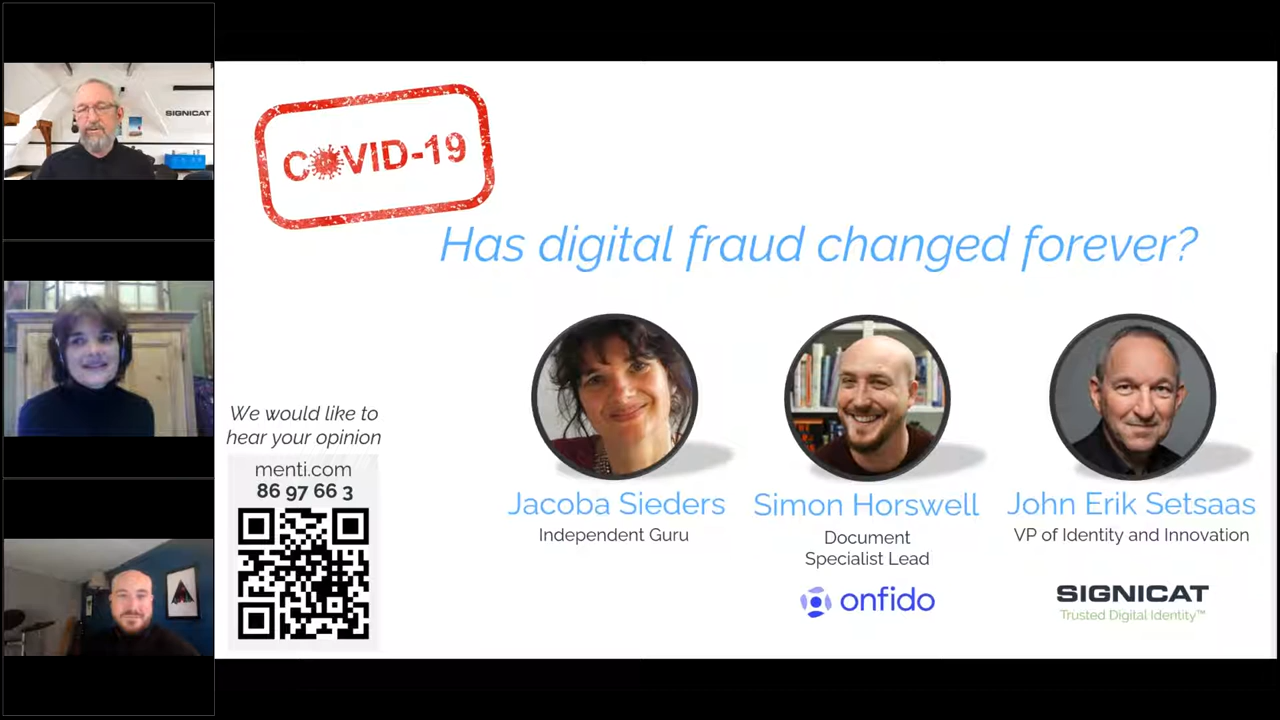 SIGNICAT
COVID-19
Has digital fraud changed forever?
We would like to
hear your opinion
menti.com
86 97 66 3
Jacoba Sieders
Independent Guru
Simon Horswell
Document
Specialist Lead
onfido
John Erik Setsaas
VP of Identity and Innovation
SIGNICAT
Trusted Digital Identity™